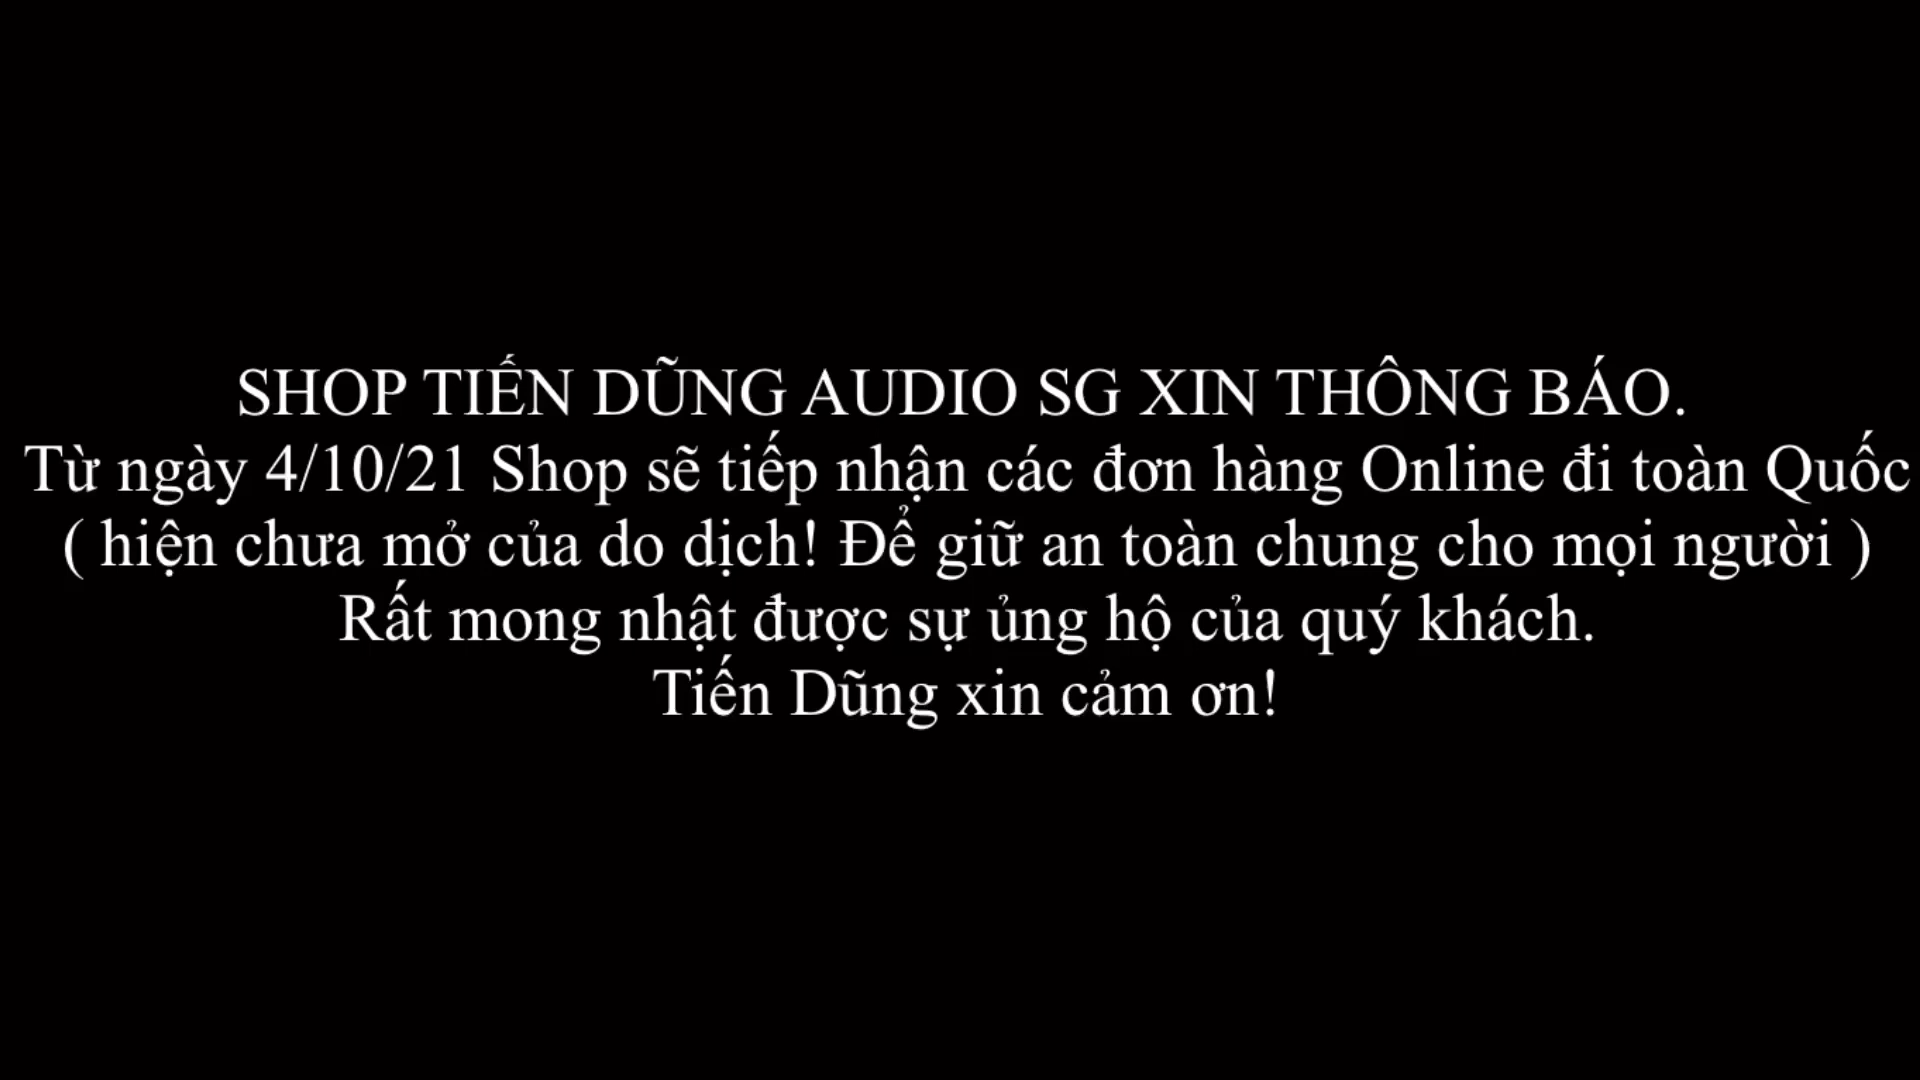 SHOP TIẾN DŨNG AUDIO SG XIN THÔNG BÁO.
Từ ngày 4/10/21 Shop sẽ tiếp nhận các đơn hàng Online đi toàn Quốc
( hiện chưa mở của do dịch! Để giữ an toàn chung cho mọi người )
Rất mong nhật được sự ủng hộ của quý khách.
Tiến Dũng xin cảm ơn!